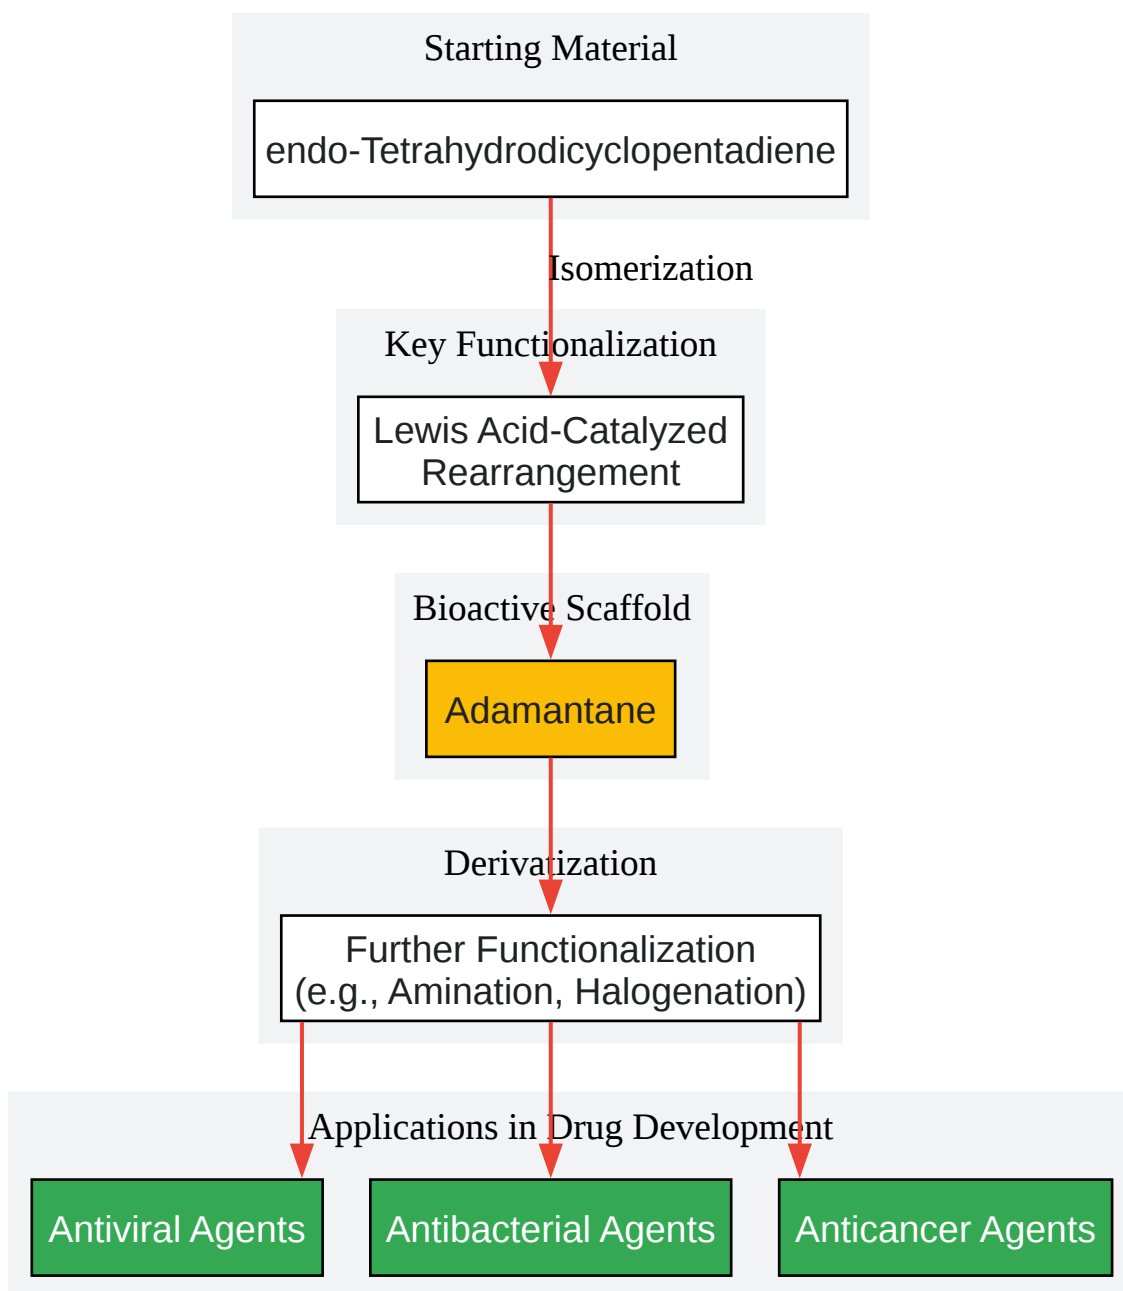 Starting Material
endo-Tetrahydrodicyclopentadiene
Isomerization
Key Functionalization
Lewis Acid-Catalyzed
Rearrangement
Bioactive Scaffold
Adamantane
Derivatization
Further Functionalization
(e.g., Amination, Halogenation)
Applications in Drug Development
Antiviral Agents
Antibacterial Agents
Anticancer Agents